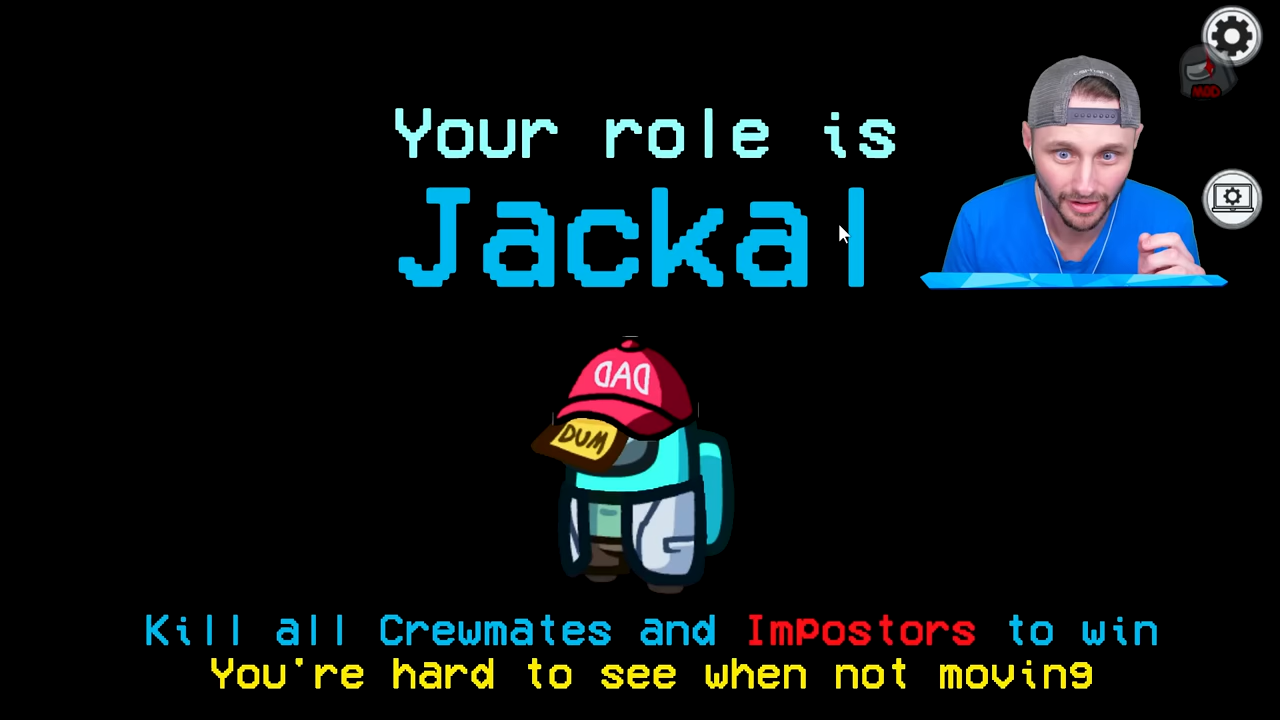 Your role is
Jackal
MOD
DAD
DUM
Kill all Crewmates and Impostors to win
You're hard to see when not moving